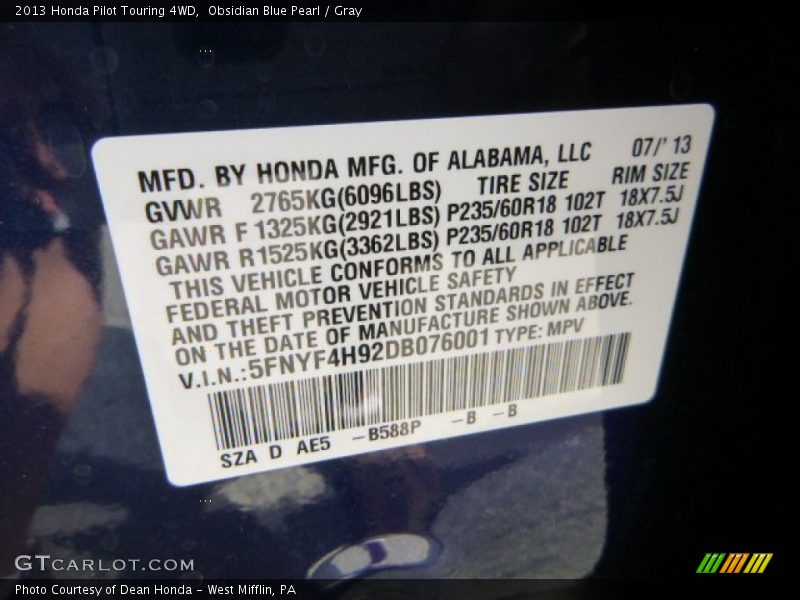 2013 Honda Pilot Touring 4WD,  Obsidian Blue Pearl / Gray
MFD. BY HONDA MFG. OF ALABAMA, LLC 07/' 13
GVWR 2765KG(6096LBS) TIRE SIZE RIM SIZE
GAWR F 1325KG(2921LBS) P235/60R18 102T 18X7.5J
GAWR R1525KG(3362LBS) P235/60R18 102T 18X7.5J
THIS VEHICLE CONFORMS TO ALL APPLICABLE
FEDERAL MOTOR VEHICLE SAFETY
AND THEFT PREVENTION STANDARDS IN EFFECT
ON THE DATE OF MANUFACTURE SHOWN ABOVE.
V.I.N.:5FNYF4H92DB076001 TYPE: MPV
SZA D AE5 -B588P -B -B
GTCARLOT.COM
Photo Courtesy of Dean Honda - West Mifflin, PA